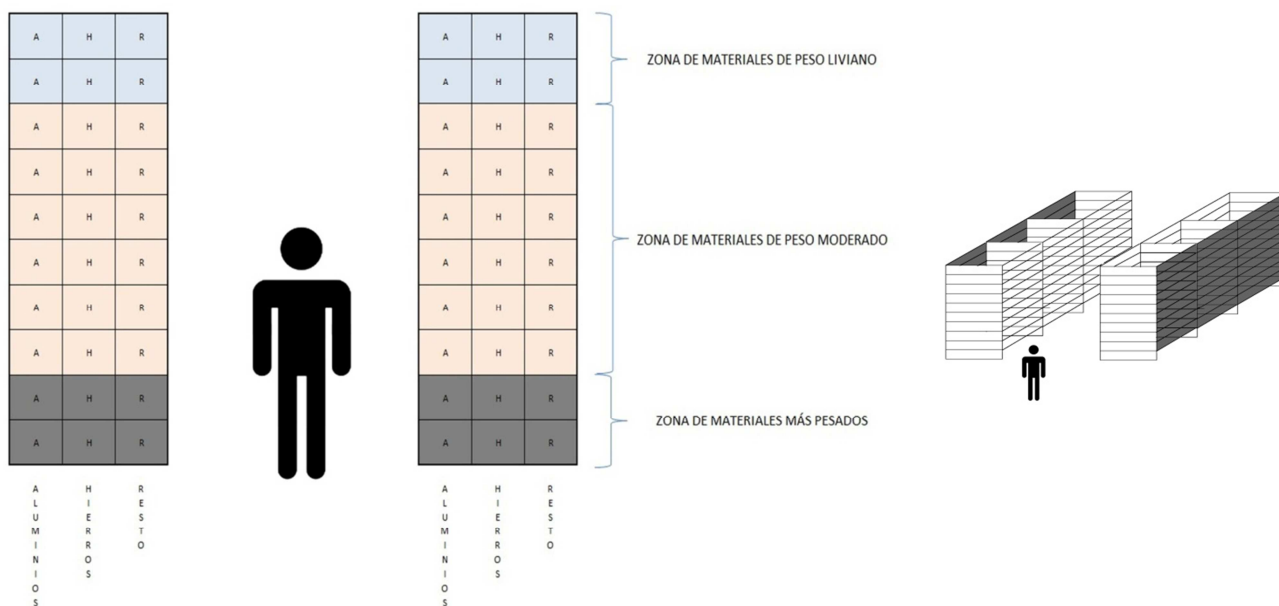 A H R A H R
A H R A H R
A H R A H R
A H R A H R
A H R A H R
A H R A H R
A H R A H R
A H R A H R
A H R A H R
A H R A H R
ZONA DE MATERIALES DE PESO LIVIANO
ZONA DE MATERIALES DE PESO MODERADO
ZONA DE MATERIALES MÁS PESADOS
ALUMINIOS
HIERROS
RESTO
ALUMINIOS
HIERROS
RESTO